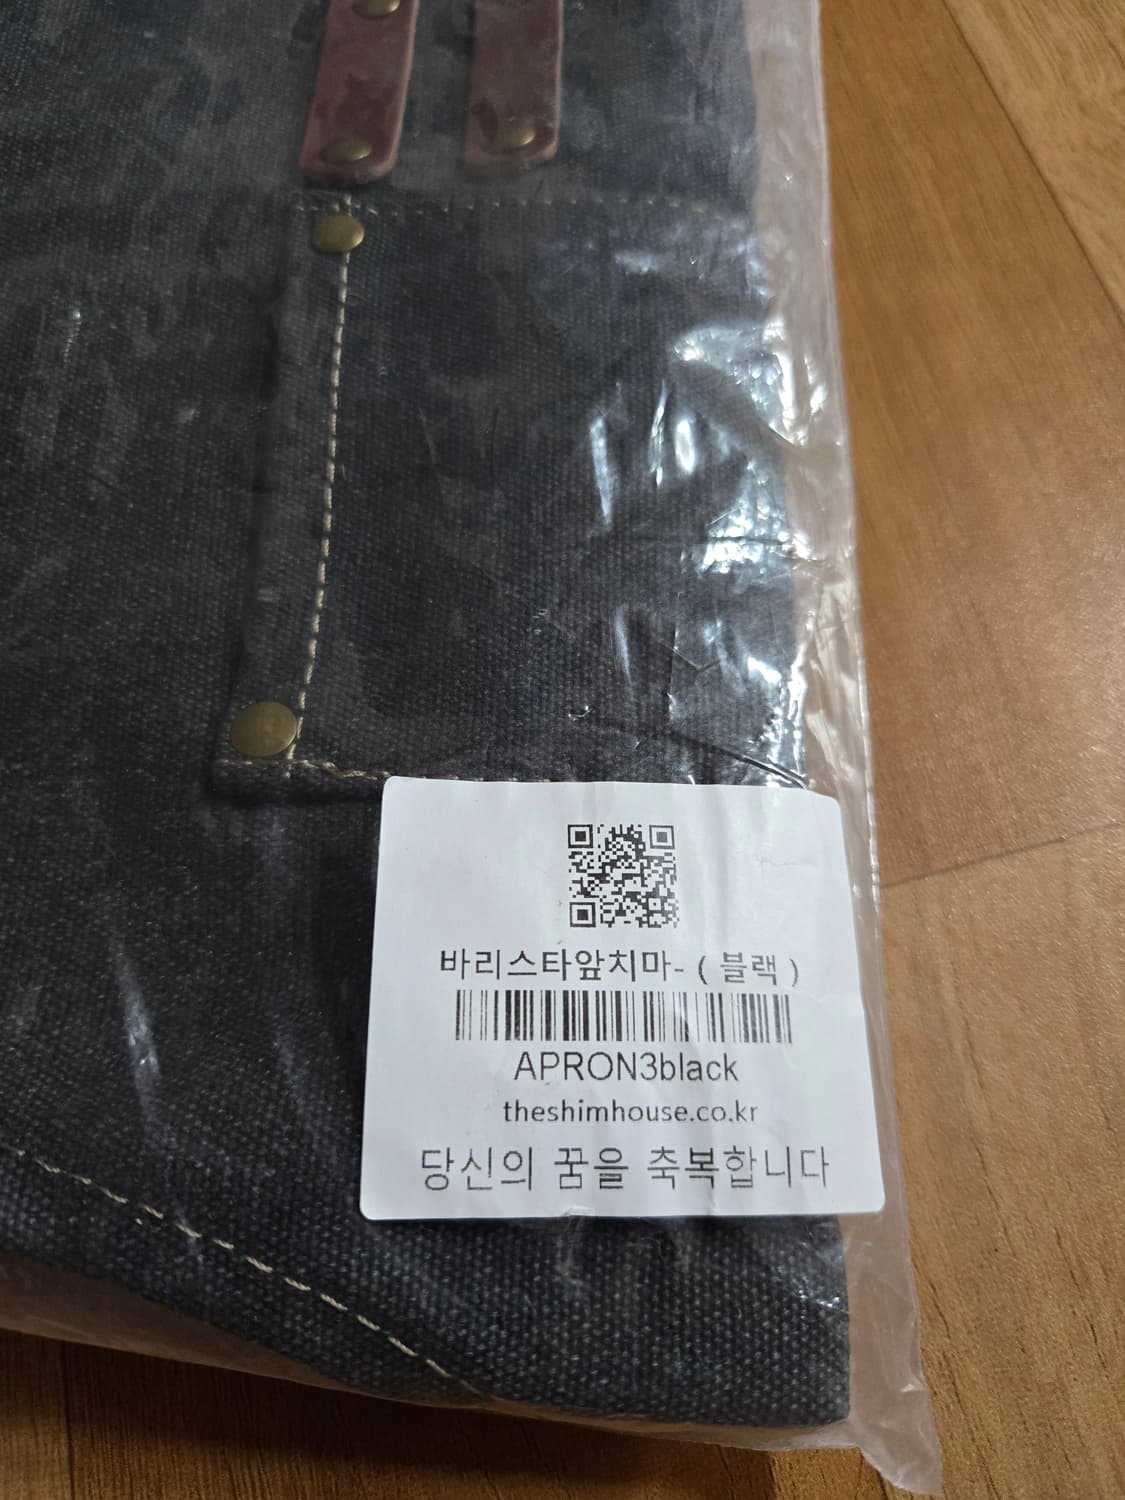 바리스타앞치마- ( 블랙 )
APRON3black
theshimhouse.co.kr
당신의 꿈을 축복합니다